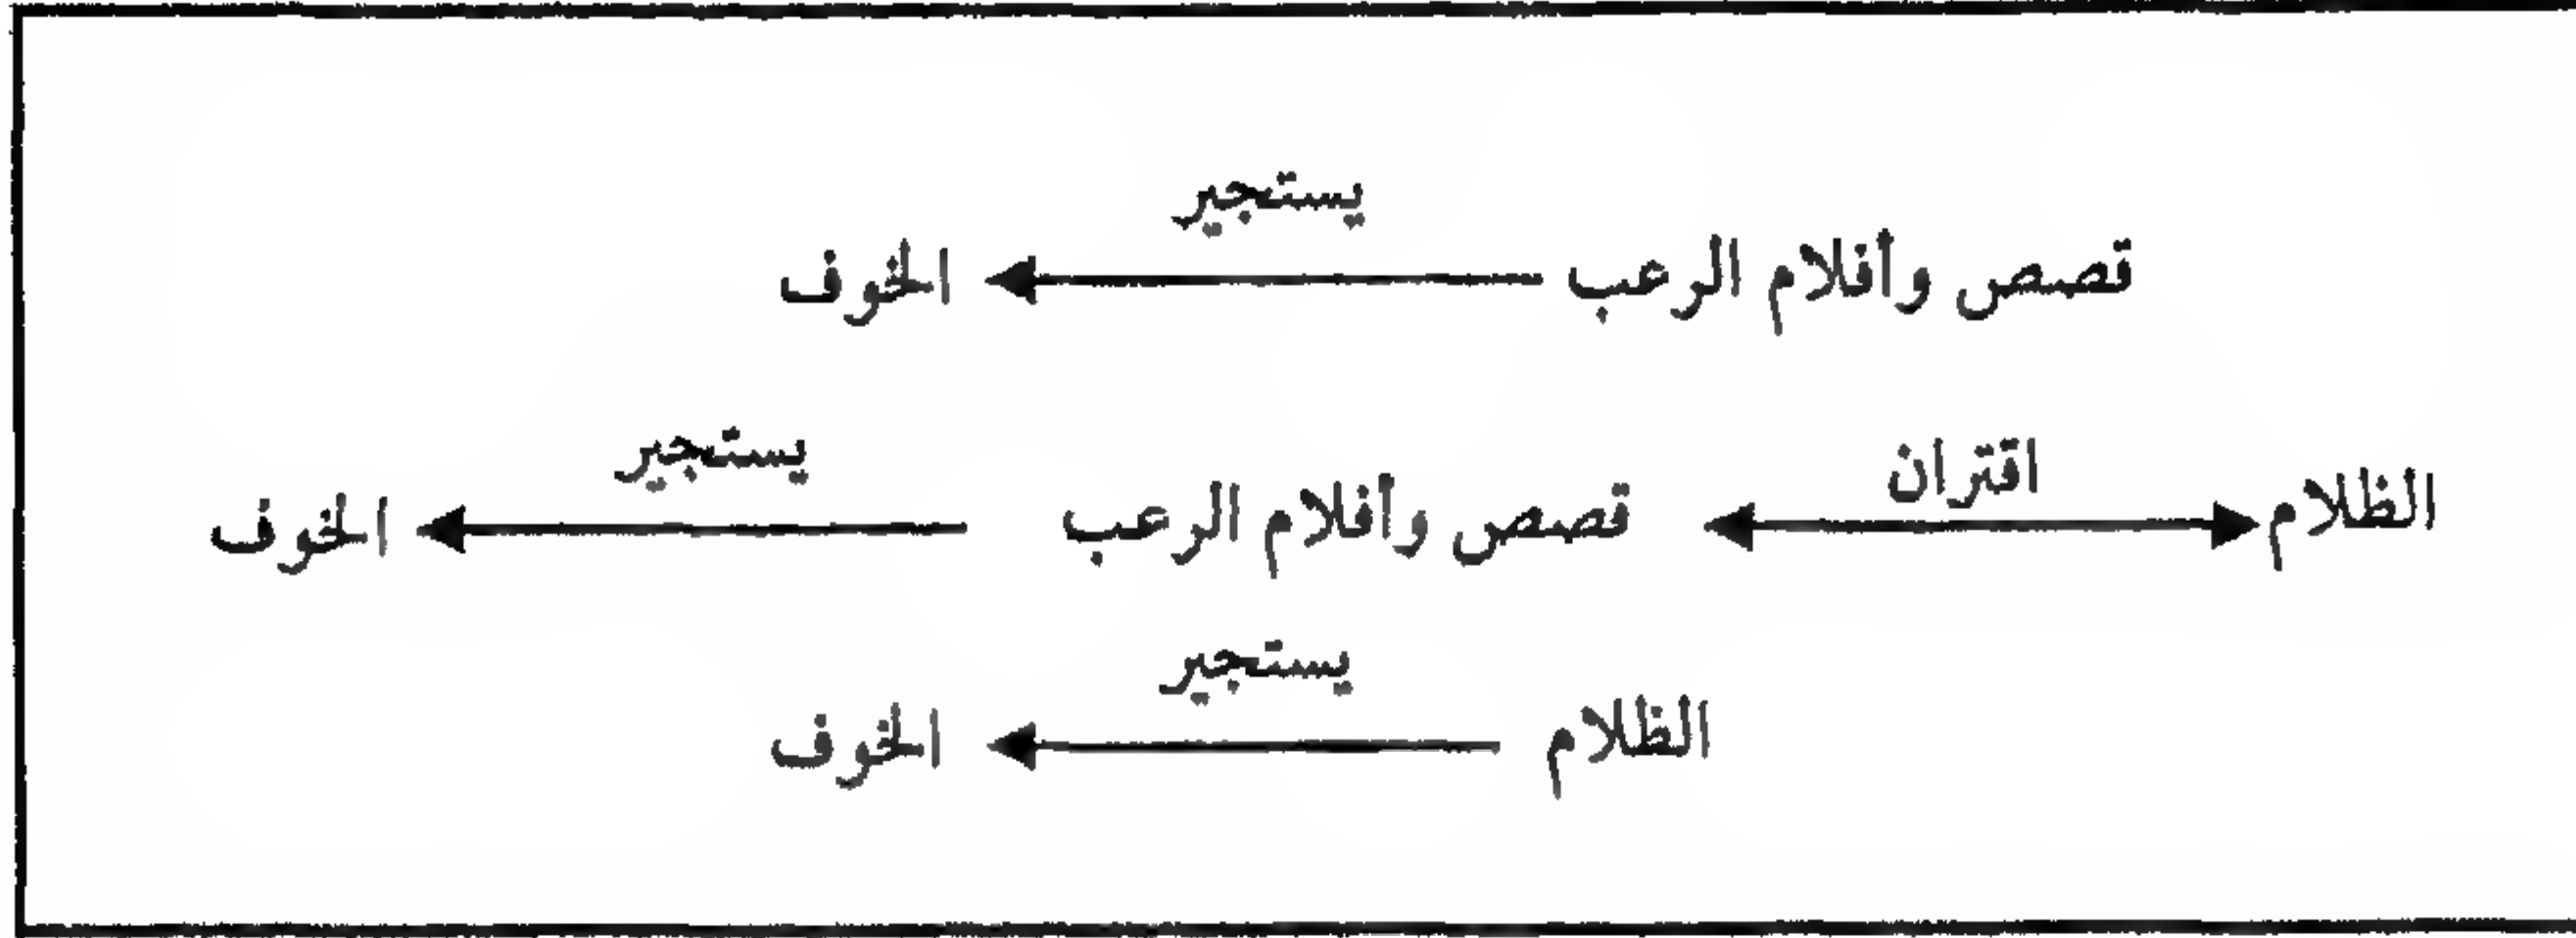 يستجير
قصص وأفلام الرعب الخوف
اقتران يستجير
الظلام قصص وأفلام الرعب الخوف
يستجير
الظلام الخوف